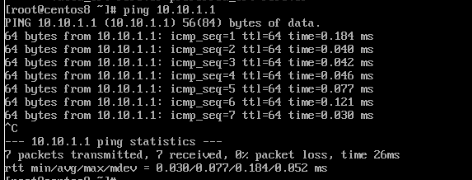 [root@centos8 ~]# ping 10.10.1.1
PING 10.10.1.1 (10.10.1.1) 56(84) bytes of data.
64 bytes from 10.10.1.1: icmp_seq=1 ttl=64 time=0.184 ms
64 bytes from 10.10.1.1: icmp_seq=2 ttl=64 time=0.040 ms
64 bytes from 10.10.1.1: icmp_seq=3 ttl=64 time=0.042 ms
64 bytes from 10.10.1.1: icmp_seq=4 ttl=64 time=0.046 ms
64 bytes from 10.10.1.1: icmp_seq=5 ttl=64 time=0.077 ms
64 bytes from 10.10.1.1: icmp_seq=6 ttl=64 time=0.121 ms
64 bytes from 10.10.1.1: icmp_seq=7 ttl=64 time=0.030 ms
^C
--- 10.10.1.1 ping statistics ---
7 packets transmitted, 7 received, 0% packet loss, time 26ms
rtt min/avg/max/mdev = 0.030/0.077/0.184/0.052 ms
[root@centos8 ~]#